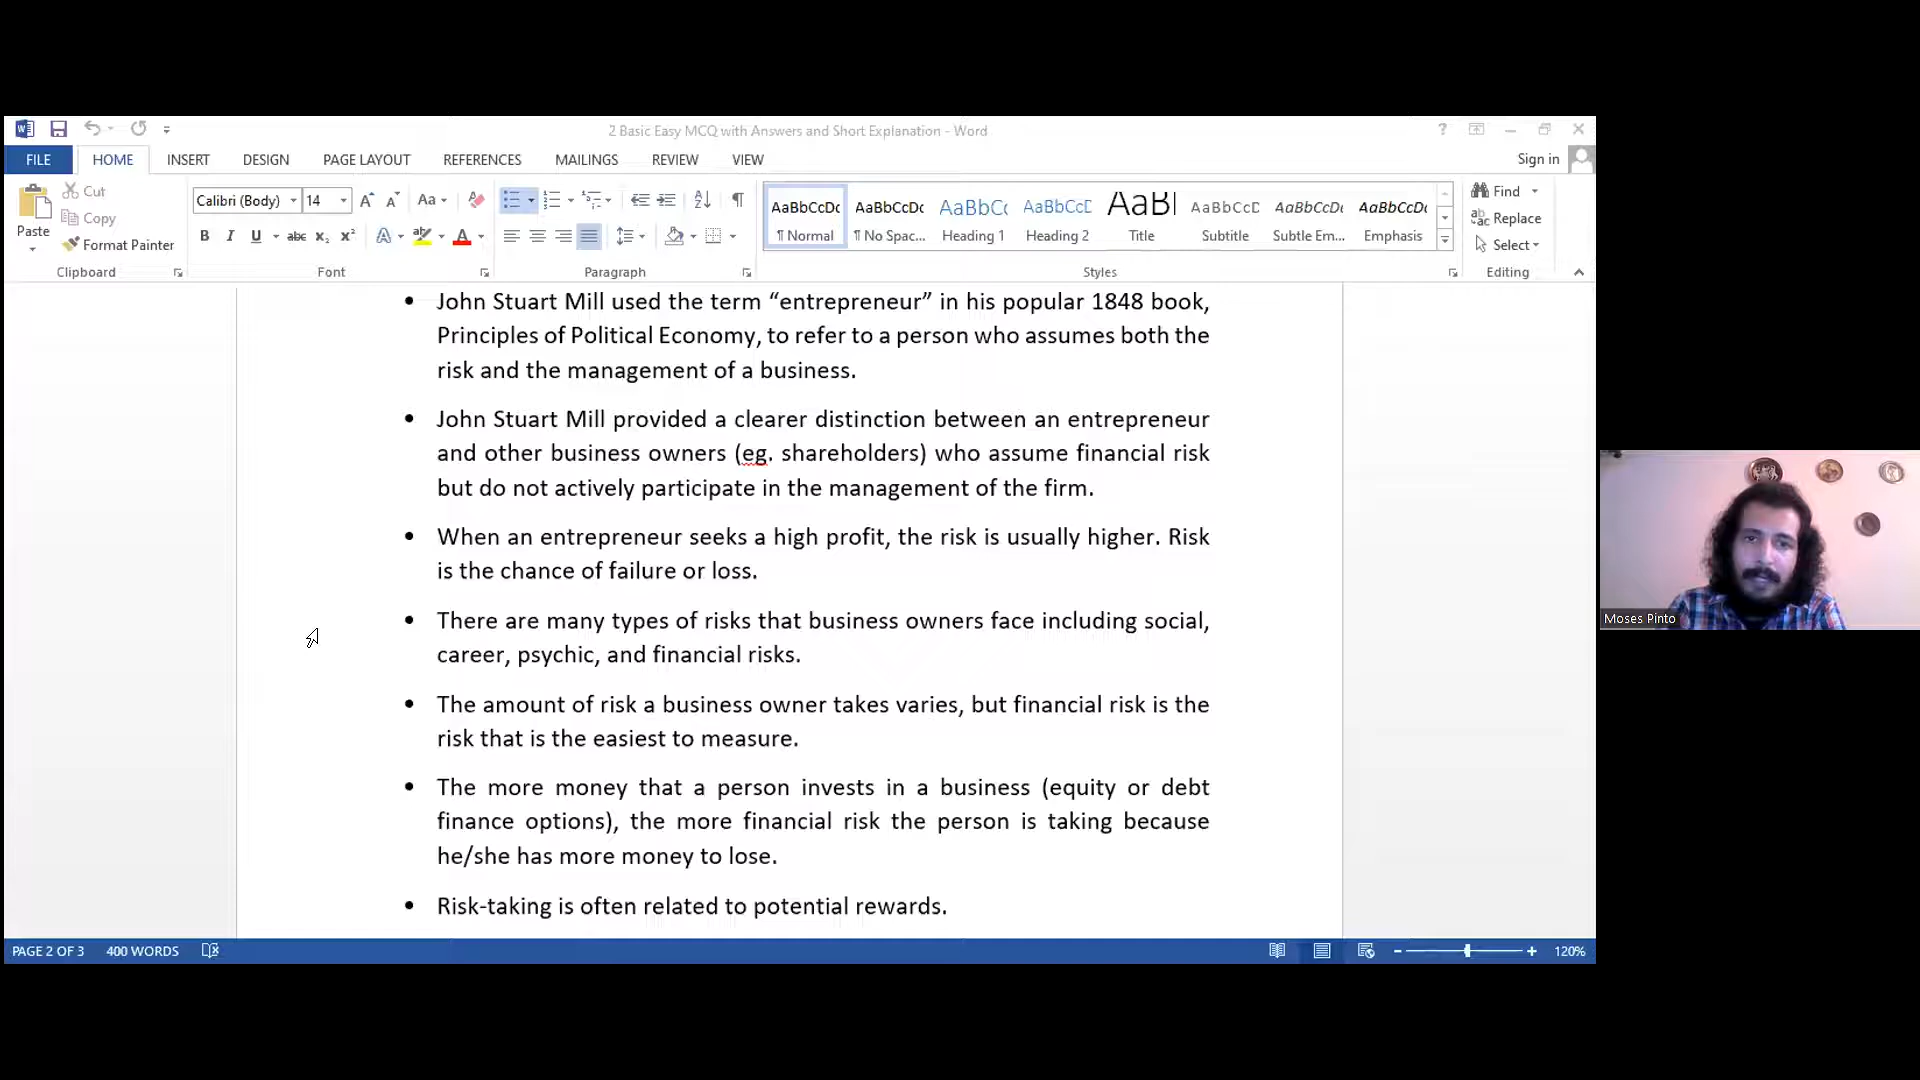 2 Basic Easy MCQ with Answers and Short Explanation - Word
?
FILE HOME INSERT DESIGN PAGE LAYOUT REFERENCES MAILINGS REVIEW VIEW Sign in
Paste
Cut
Copy
Format Painter
Clipboard
Calibri (Body) 14 Aa
B I U abc x₂ x² A ab A
Font
Paragraph
AaBbCcDc AaBbCcDc AaBbCc AaBbCcD AaBl AaBbCcD AaBbCcDc AaBbCcDc
¶ Normal ¶ No Spac... Heading 1 Heading 2 Title Subtitle Subtle Em... Emphasis
Styles
Find
Replace
Select
Editing
• John Stuart Mill used the term “entrepreneur” in his popular 1848 book,
Principles of Political Economy, to refer to a person who assumes both the
risk and the management of a business.
• John Stuart Mill provided a clearer distinction between an entrepreneur
and other business owners (eg. shareholders) who assume financial risk
but do not actively participate in the management of the firm.
• When an entrepreneur seeks a high profit, the risk is usually higher. Risk
is the chance of failure or loss.
• There are many types of risks that business owners face including social,
career, psychic, and financial risks.
• The amount of risk a business owner takes varies, but financial risk is the
risk that is the easiest to measure.
• The more money that a person invests in a business (equity or debt
finance options), the more financial risk the person is taking because
he/she has more money to lose.
• Risk-taking is often related to potential rewards.
Moses Pinto
PAGE 2 OF 3 400 WORDS 120%